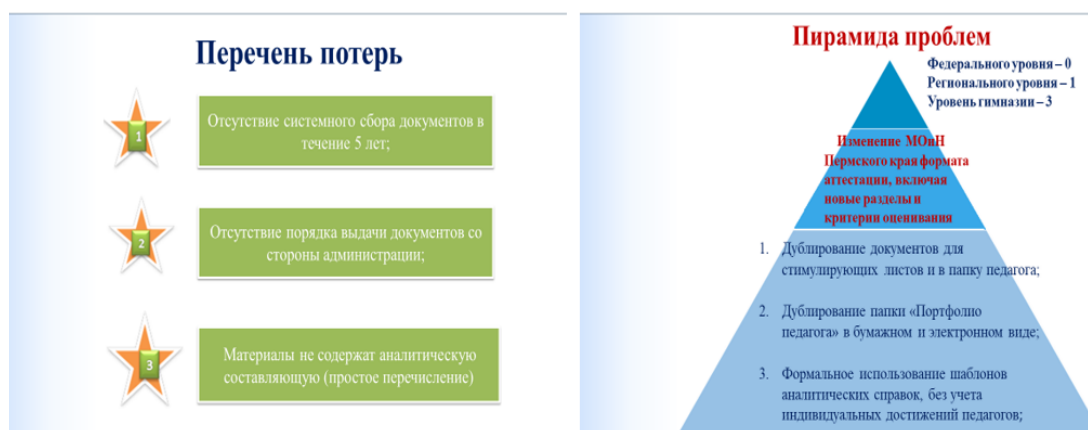 Перечень потерь
1
Отсутствие системного сбора документов в
течение 5 лет;
2
Отсутствие порядка выдачи документов со
стороны администрации;
3
Материалы не содержат аналитическую
составляющую (простое перечисление)
Пирамида проблем
Федерального уровня – 0
Регионального уровня – 1
Уровень гимназии – 3
Изменение МОиН
Пермского края формата
аттестации, включая
новые разделы и
критерии оценивания
1. Дублирование документов для
стимулирующих листов и в папку педагога;
2. Дублирование папки «Портфолио
педагога» в бумажном и электронном виде;
3. Формальное использование шаблонов
аналитических справок, без учета
индивидуальных достижений педагогов;